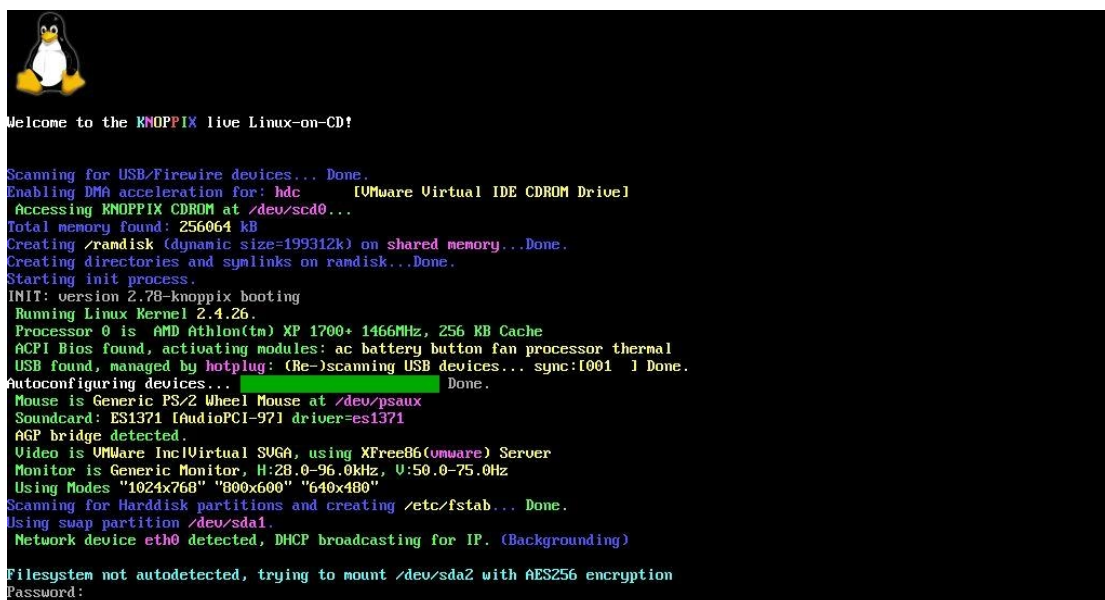 Welcome to the KNOPPIX live Linux-on-CD!
Scanning for USB/Firewire devices... Done.
Enabling DMA acceleration for: hdc [VMware Virtual IDE CDROM Drive]
Accessing KNOPPIX CDROM at /dev/scd0...
Total memory found: 256064 kB
Creating /ramdisk (dynamic size=199312k) on shared memory...Done.
Creating directories and symlinks on ramdisk...Done.
Starting init process.
INIT: version 2.78-knoppix booting
Running Linux Kernel 2.4.26.
Processor 0 is AMD Athlon(tm) XP 1700+ 1466MHz, 256 KB Cache
ACPI Bios found, activating modules: ac battery button fan processor thermal
USB found, managed by hotplug: (Re-)scanning USB devices... sync:[001 ] Done.
Autoconfiguring devices... Done.
Mouse is Generic PS/2 Wheel Mouse at /dev/psaux
Soundcard: ES1371 [AudioPCI-97] driver=es1371
AGP bridge detected.
Video is VMWare Inc|Virtual SVGA, using XFree86(vmware) Server
Monitor is Generic Monitor, H:28.0-96.0kHz, V:50.0-75.0Hz
Using Modes "1024x768" "800x600" "640x480"
Scanning for Harddisk partitions and creating /etc/fstab... Done.
Using swap partition /dev/sda1.
Network device eth0 detected, DHCP broadcasting for IP. (Backgrounding)
Filesystem not autodetected, trying to mount /dev/sda2 with AES256 encryption
Password: